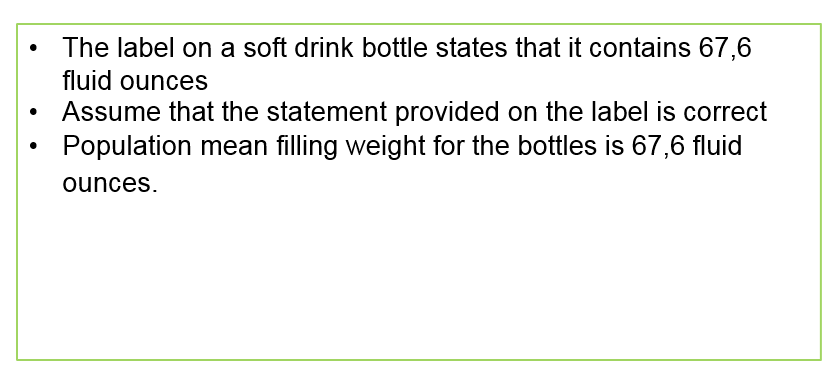 • The label on a soft drink bottle states that it contains 67,6
fluid ounces
• Assume that the statement provided on the label is correct
• Population mean filling weight for the bottles is 67,6 fluid
ounces.